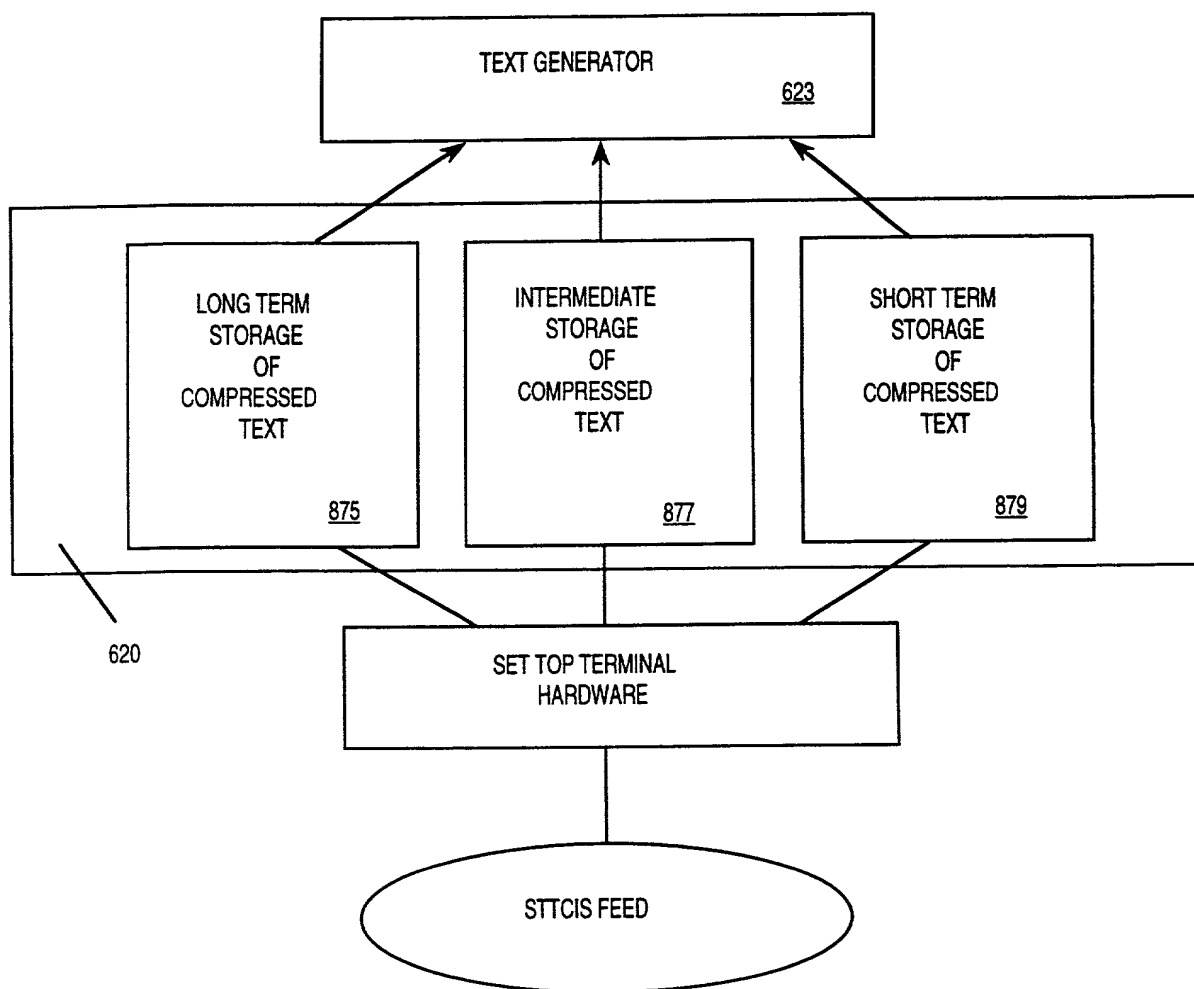 TEXT GENERATOR
623
LONG TERM
STORAGE
OF
COMPRESSED
TEXT
875
INTERMEDIATE
STORAGE
OF
COMPRESSED
TEXT
877
SHORT TERM
STORAGE
OF
COMPRESSED
TEXT
879
620
SET TOP TERMINAL
HARDWARE
STTCIS FEED